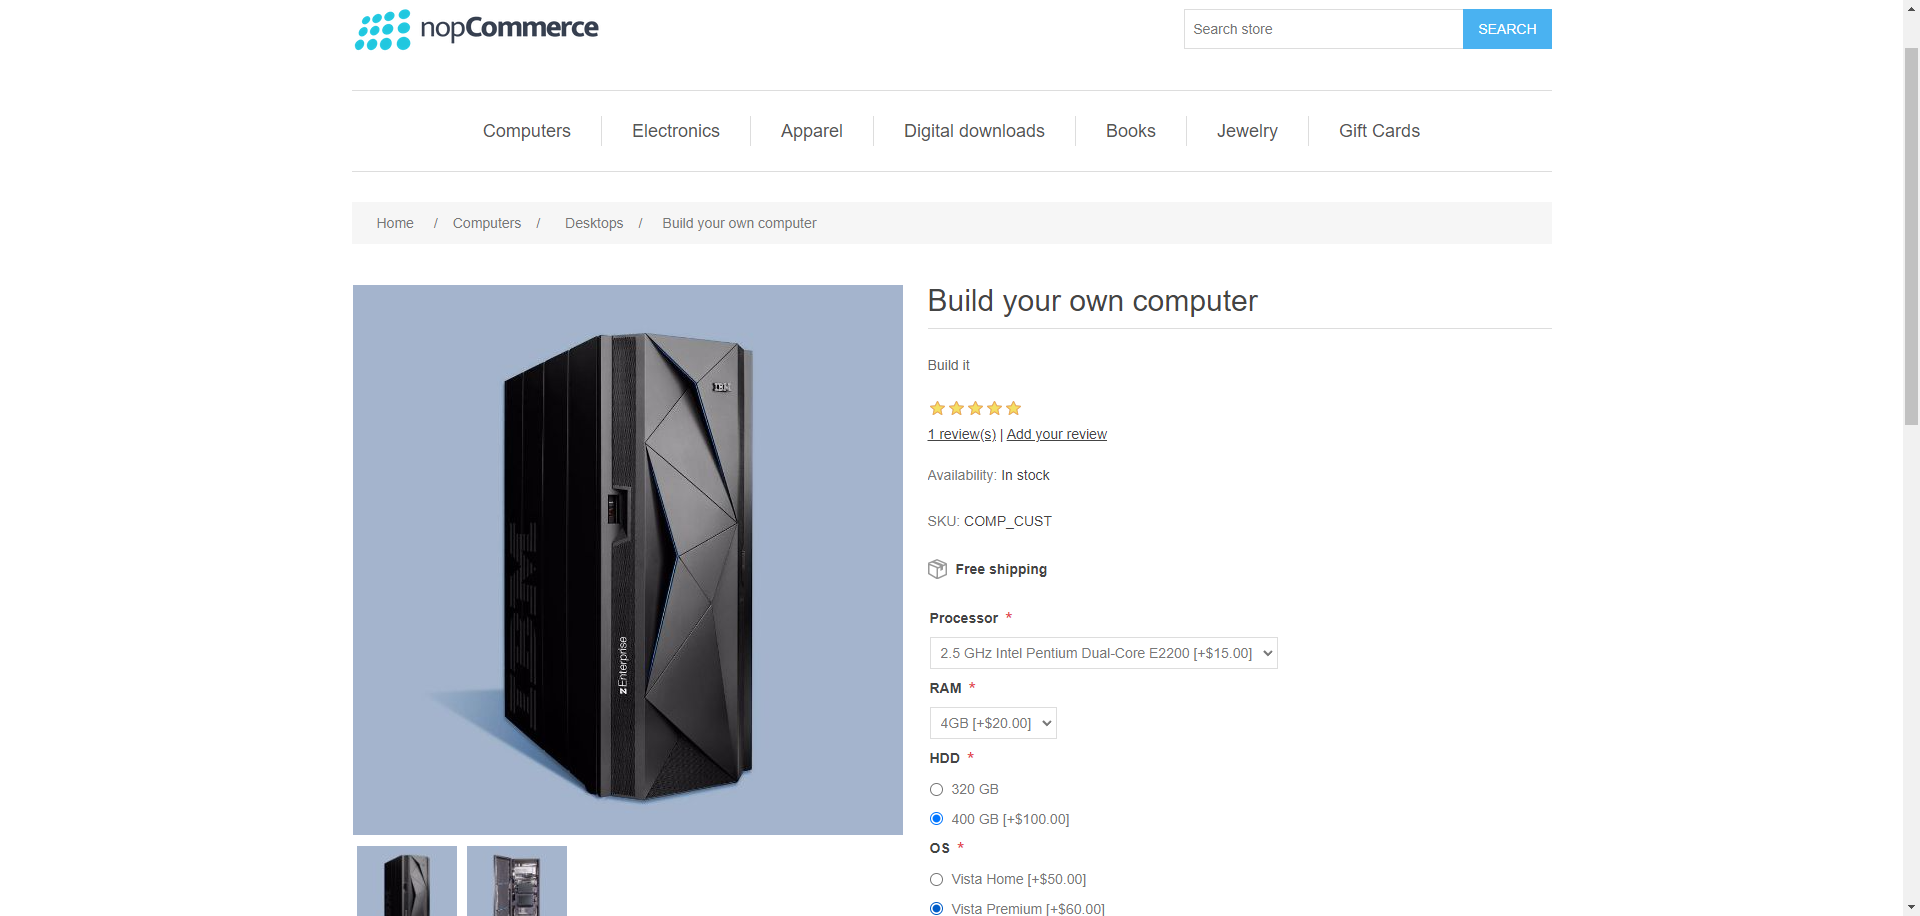 nopCommerce
Search store
SEARCH
Computers
Electronics
Apparel
Digital downloads
Books
Jewelry
Gift Cards
Home / Computers / Desktops / Build your own computer
IBM
IBM
zEnterprise
Build your own computer
Build it
1 review(s) | Add your review
Availability: In stock
SKU: COMP_CUST
Free shipping
Processor *
2.5 GHz Intel Pentium Dual-Core E2200 [+$15.00]
RAM *
4GB [+$20.00]
HDD *
320 GB
400 GB [+$100.00]
OS *
Vista Home [+$50.00]
Vista Premium [+$60.00]